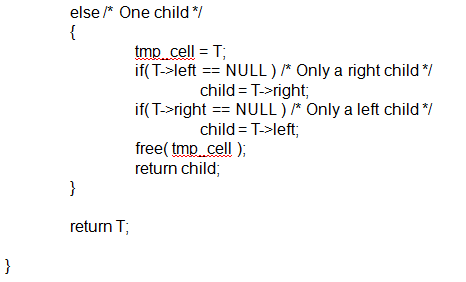 else /* One child */
{
tmp_cell = T;
if( T->left == NULL ) /* Only a right child */
child = T->right;
if( T->right == NULL ) /* Only a left child */
child = T->left;
free( tmp_cell );
return child;
}
return T;
}